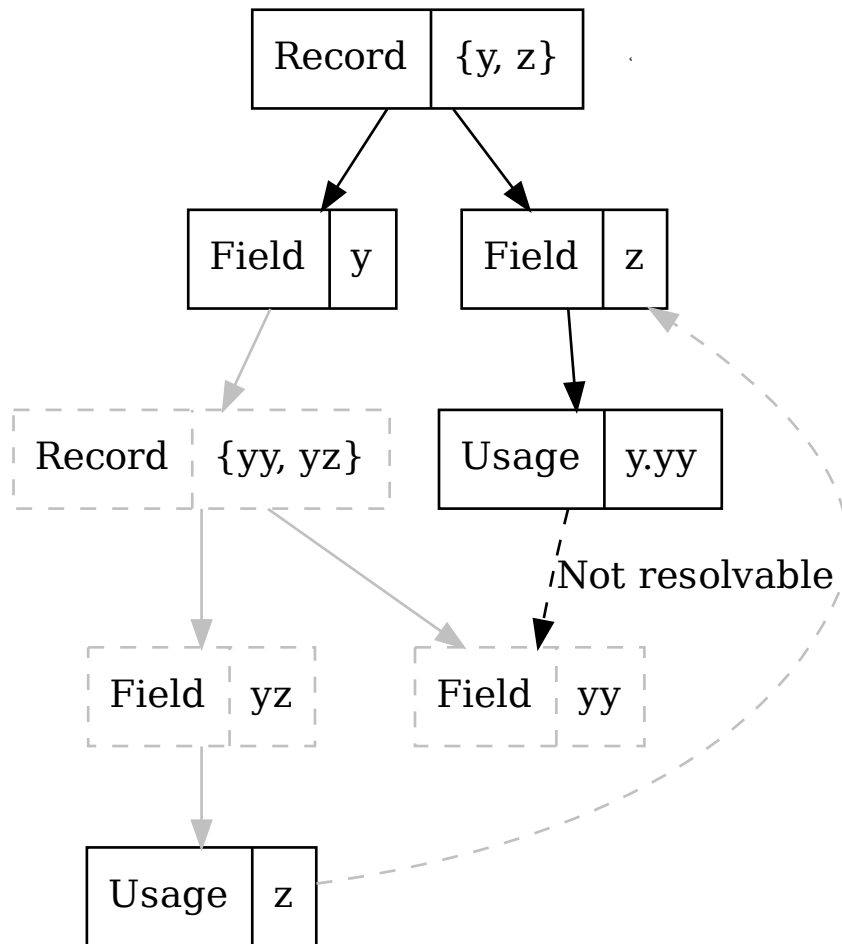 Record {y, z}
Field y
Field z
Record {yy, yz}
Usage y.yy
Not resolvable
Field yz
Field yy
Usage z